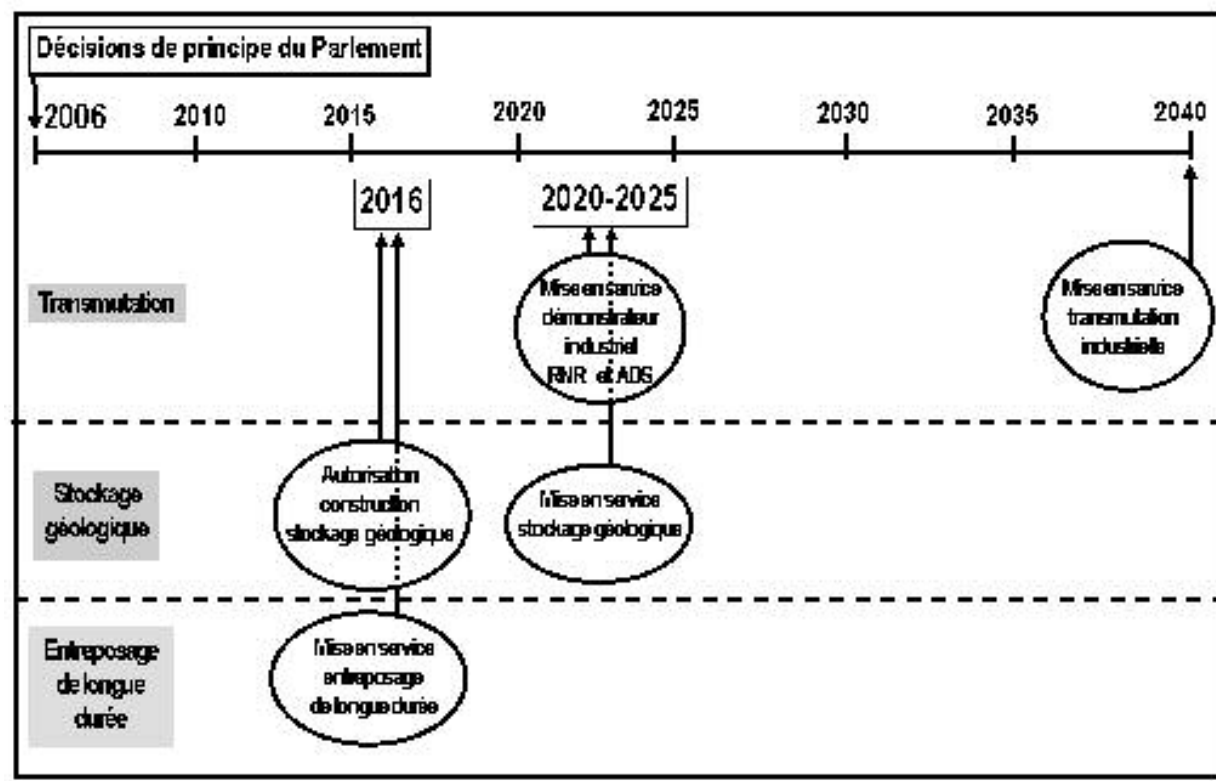 Décisions de principe du Parlement
2006 2010 2015 2020 2025 2030 2035 2040
2016
2020-2025
Transmutation
Mise en service
démonstrateur
industriel
RNR et ADS
Mise en service
transmutation
industrielle
Stockage
géologique
Autorisation
construction
stockage géologique
Mise en service
stockage géologique
Entreposage
de longue
durée
Mise en service
entreposage
de longue durée